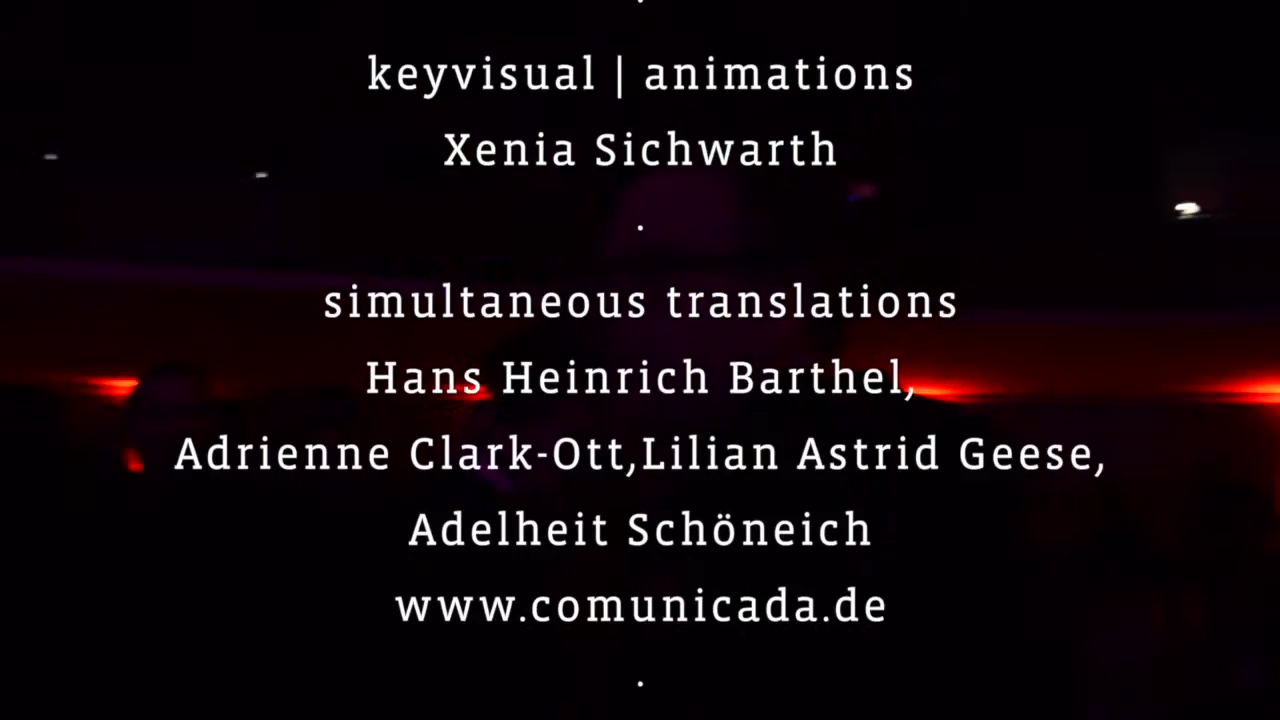 keyvisual | animations
Xenia Sichwarth
.
simultaneous translations
Hans Heinrich Barthel,
Adrienne Clark-Ott,Lilian Astrid Geese,
Adelheit Schöneich
www.comunicada.de
.